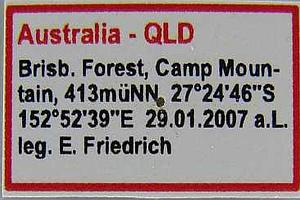 Australia - QLD
Brisb. Forest, Camp Moun-
tain, 413müNN, 27°24'46"S
152°52'39"E 29.01.2007 a.L.
leg. E. Friedrich